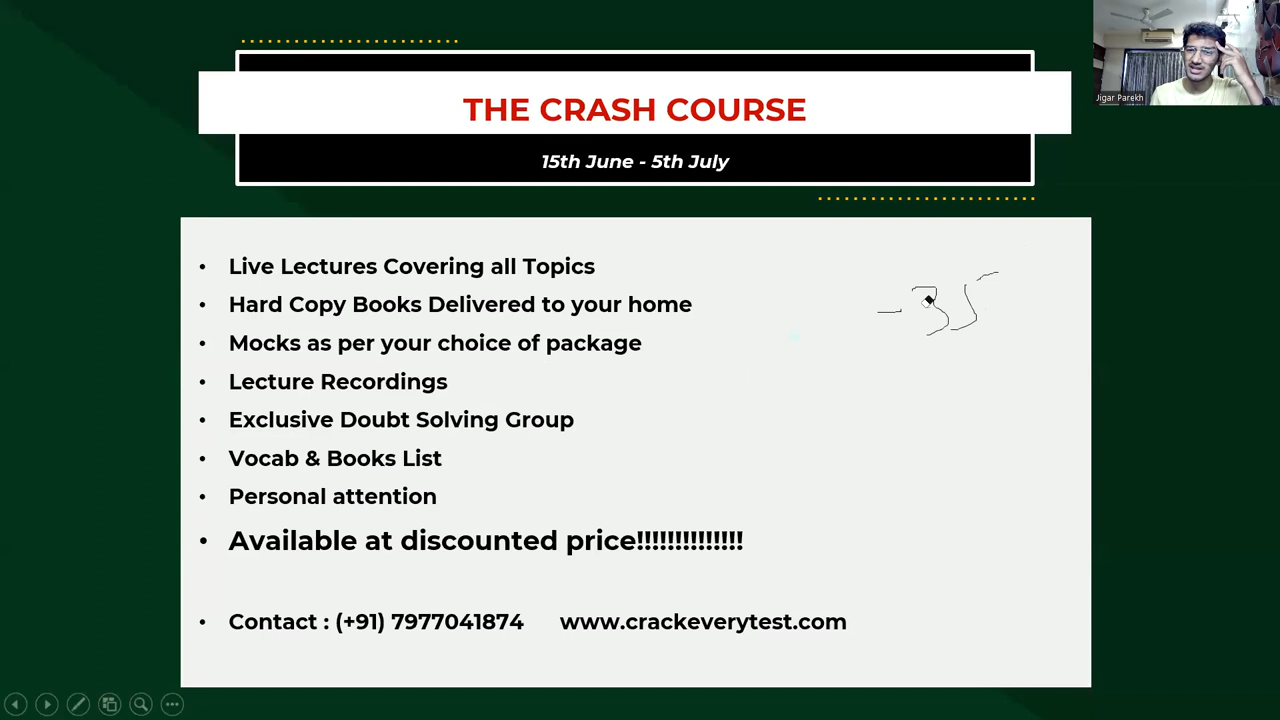 Jigar Parekh
THE CRASH COURSE
15th June - 5th July
• Live Lectures Covering all Topics
• Hard Copy Books Delivered to your home
• Mocks as per your choice of package
• Lecture Recordings
• Exclusive Doubt Solving Group
• Vocab & Books List
• Personal attention
• Available at discounted price!!!!!!!!!!!!!!
• Contact : (+91) 7977041874 www.crackeverytest.com
-35